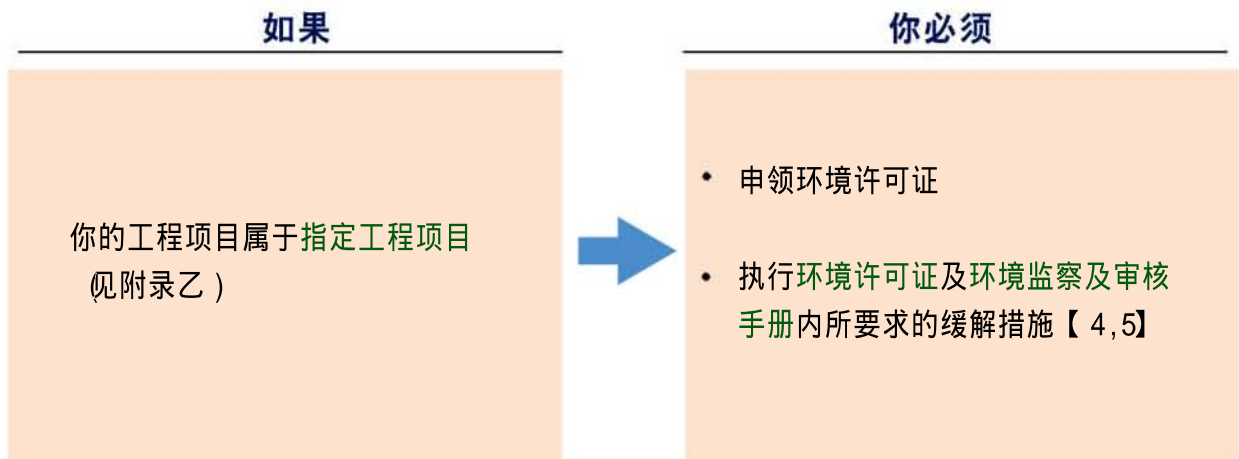 如果
你的工程项目属于指定工程项目
(见附录乙)
你必须
• 申领环境许可证
• 执行环境许可证及环境监察及审核
手册内所要求的缓解措施【4,5】